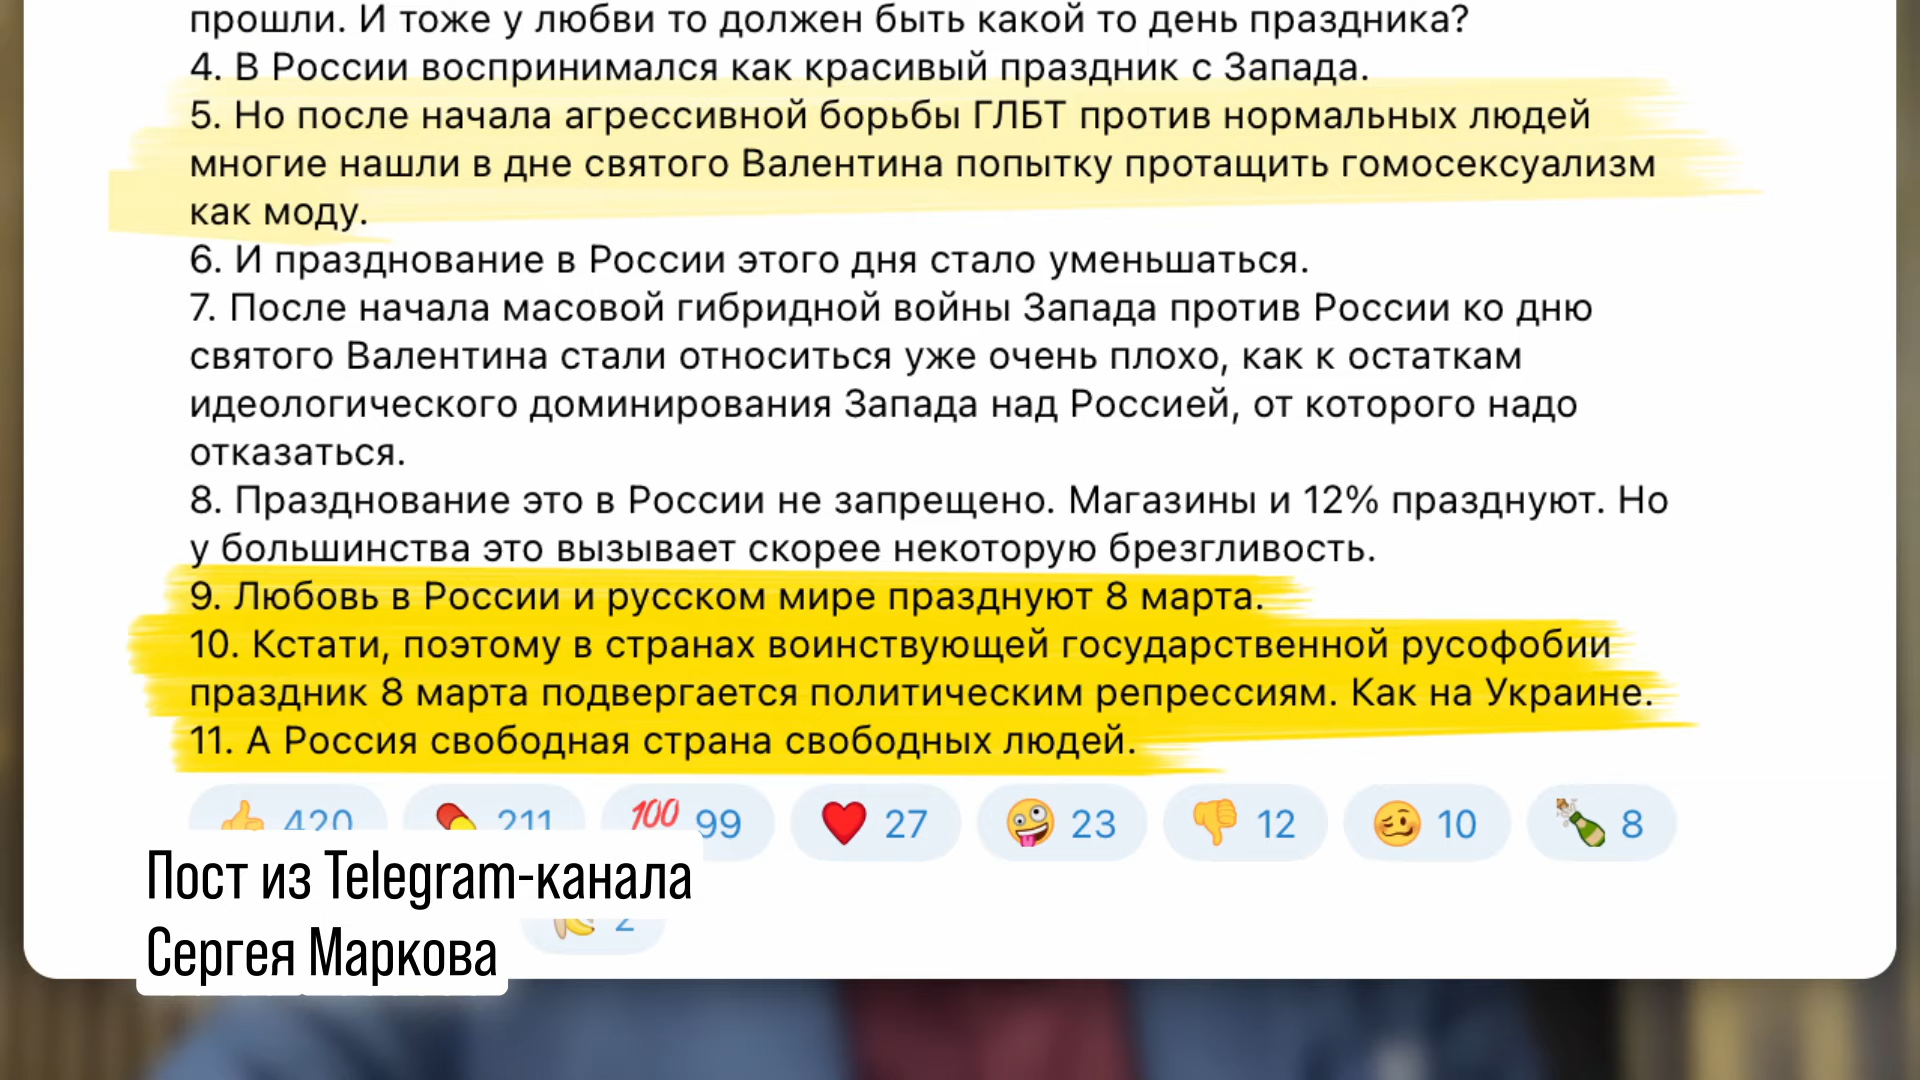 прошли. И тоже у любви то должен быть какой то день праздника?
4. В России воспринимался как красивый праздник с Запада.
5. Но после начала агрессивной борьбы ГЛБТ против нормальных людей
многие нашли в дне святого Валентина попытку протащить гомосексуализм
как моду.
6. И празднование в России этого дня стало уменьшаться.
7. После начала масовой гибридной войны Запада против России ко дню
святого Валентина стали относиться уже очень плохо, как к остаткам
идеологического доминирования Запада над Россией, от которого надо
отказаться.
8. Празднование это в России не запрещено. Магазины и 12% празднуют. Но
у большинства это вызывает скорее некоторую брезгливость.
9. Любовь в России и русском мире празднуют 8 марта.
10. Кстати, поэтому в странах воинствующей государственной русофобии
праздник 8 марта подвергается политическим репрессиям. Как на Украине.
11. А Россия свободная страна свободных людей.
420 211 💯 99 27 23 12 10 8
Пост из Telegram-канала
2
Сергея Маркова